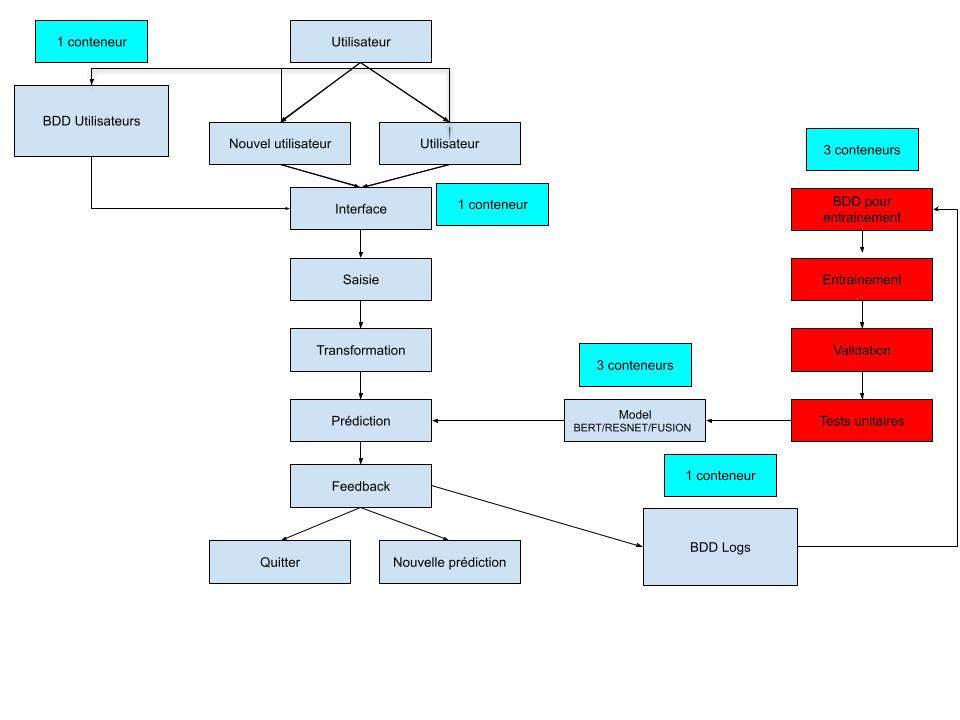 1 conteneur
Utilisateur
BDD Utilisateurs
Nouvel utilisateur
Utilisateur
3 conteneurs
Interface
1 conteneur
BDD pour
entrainement
Saisie
Entrainement
Transformation
Validation
3 conteneurs
Prédiction
Model
BERT/RESNET/FUSION
Tests unitaires
Feedback
1 conteneur
BDD Logs
Quitter
Nouvelle prédiction